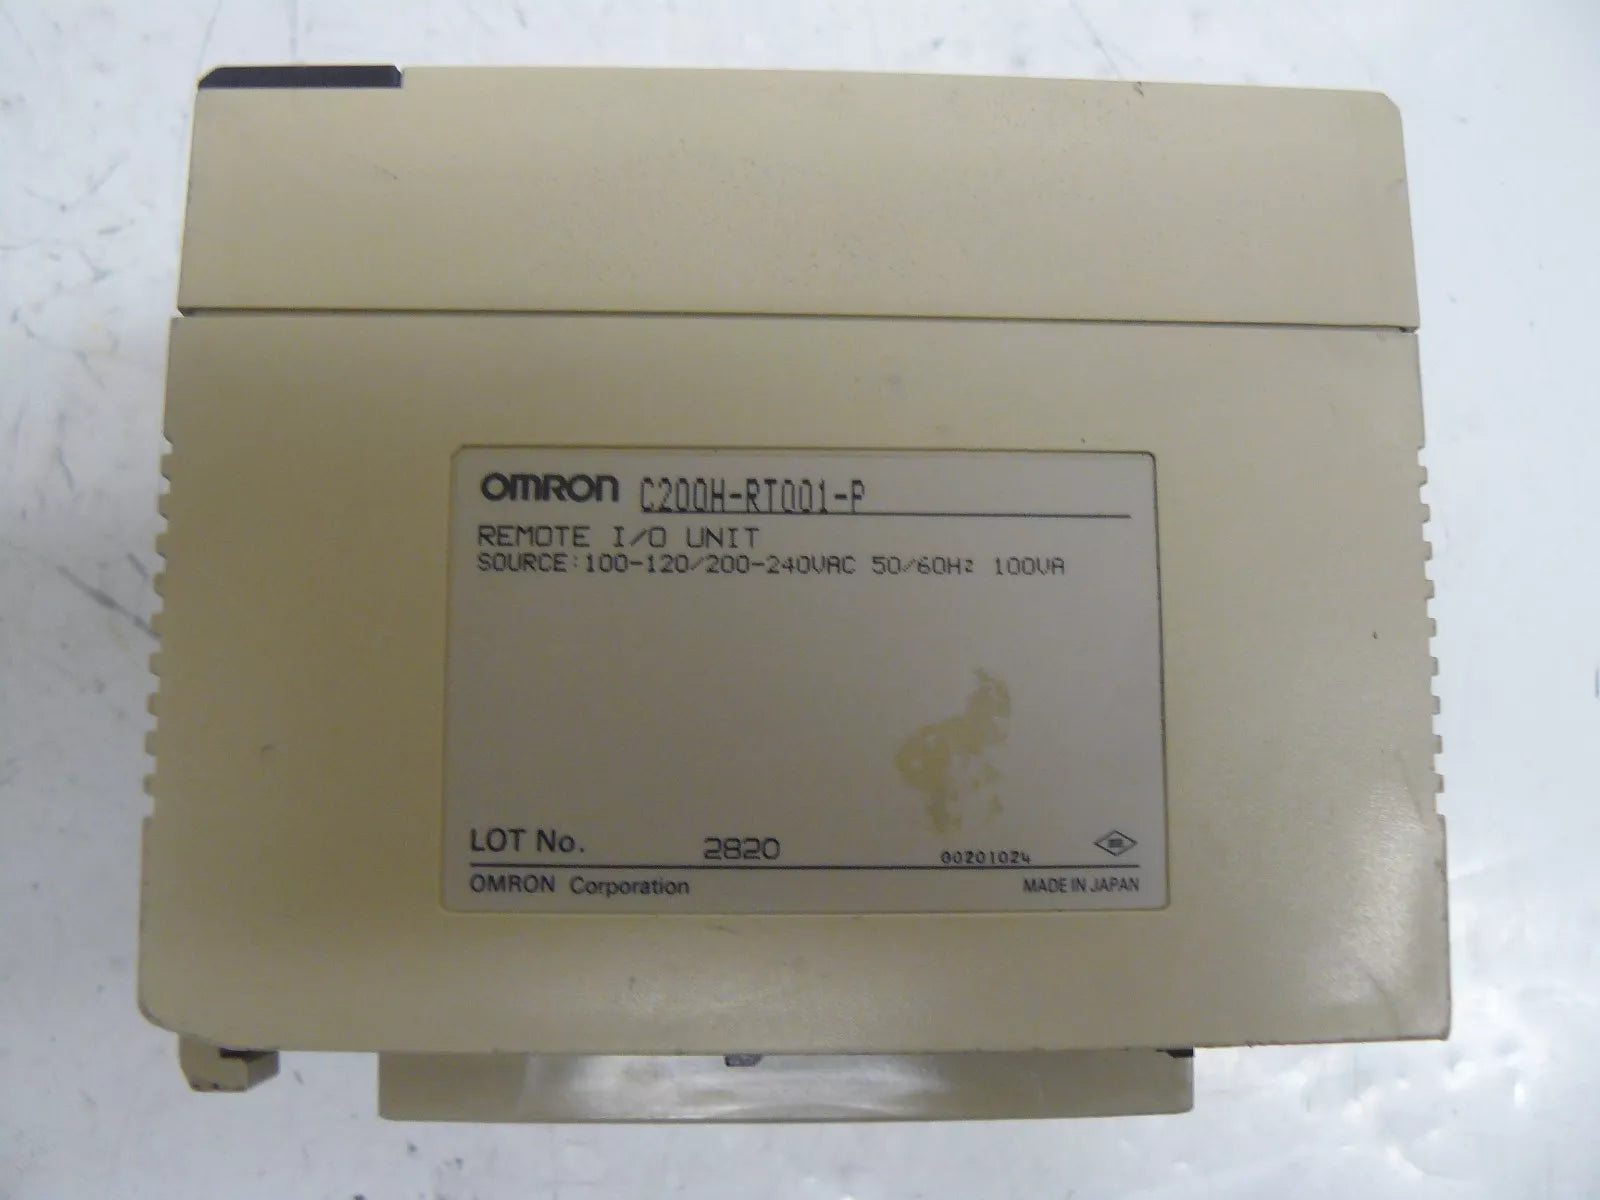 OMRON C200H-RT001-P
REMOTE I/O UNIT
SOURCE:100-120/200-240VAC 50/60Hz 100VA
LOT No. 2820 00201024
OMRON Corporation MADE IN JAPAN